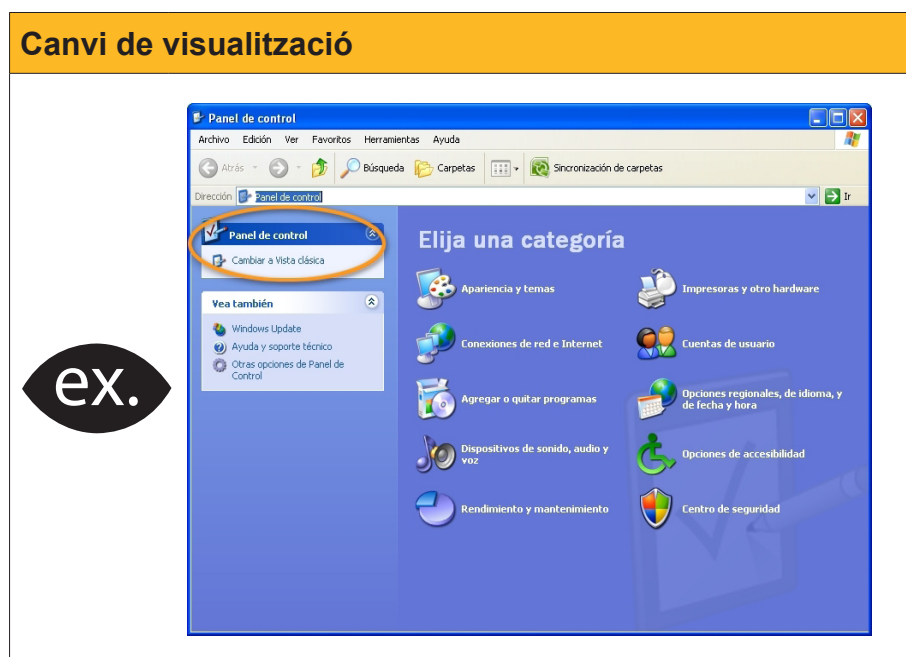 Canvi de visualització
Panel de control
Archivo Edición Ver Favoritos Herramientas Ayuda
Atrás Búsqueda Carpetas Sincronización de carpetas
Dirección Panel de control Ir
Panel de control
Cambiar a Vista clásica
Vea también
Windows Update
Ayuda y soporte técnico
Otras opciones de Panel de
Control
ex.
Elija una categoría
Apariencia y temas
Impresoras y otro hardware
Conexiones de red e Internet
Cuentas de usuario
Agregar o quitar programas
Opciones regionales, de idioma, y
de fecha y hora
Dispositivos de sonido, audio y
voz
Opciones de accesibilidad
Rendimiento y mantenimiento
Centro de seguridad